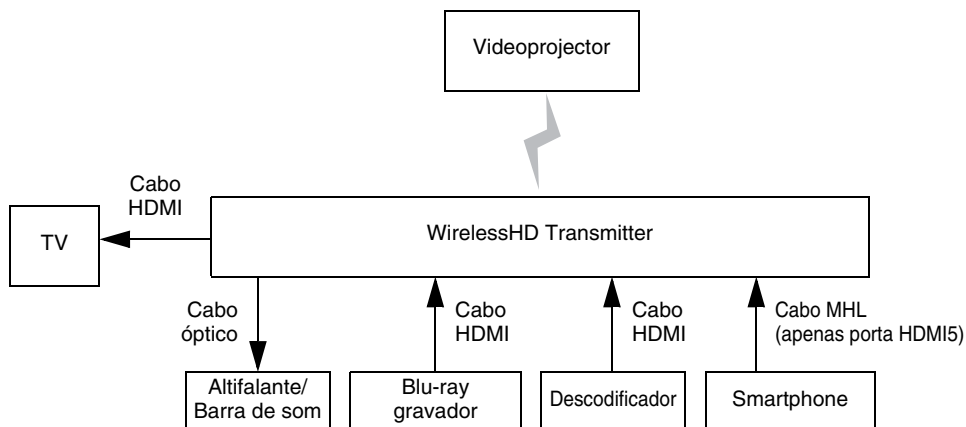 Videoprojector
Cabo
HDMI
TV
WirelessHD Transmitter
Cabo
óptico
Cabo
HDMI
Cabo
HDMI
Cabo MHL
(apenas porta HDMI5)
Altifalante/
Barra de som
Blu-ray
gravador
Descodificador
Smartphone